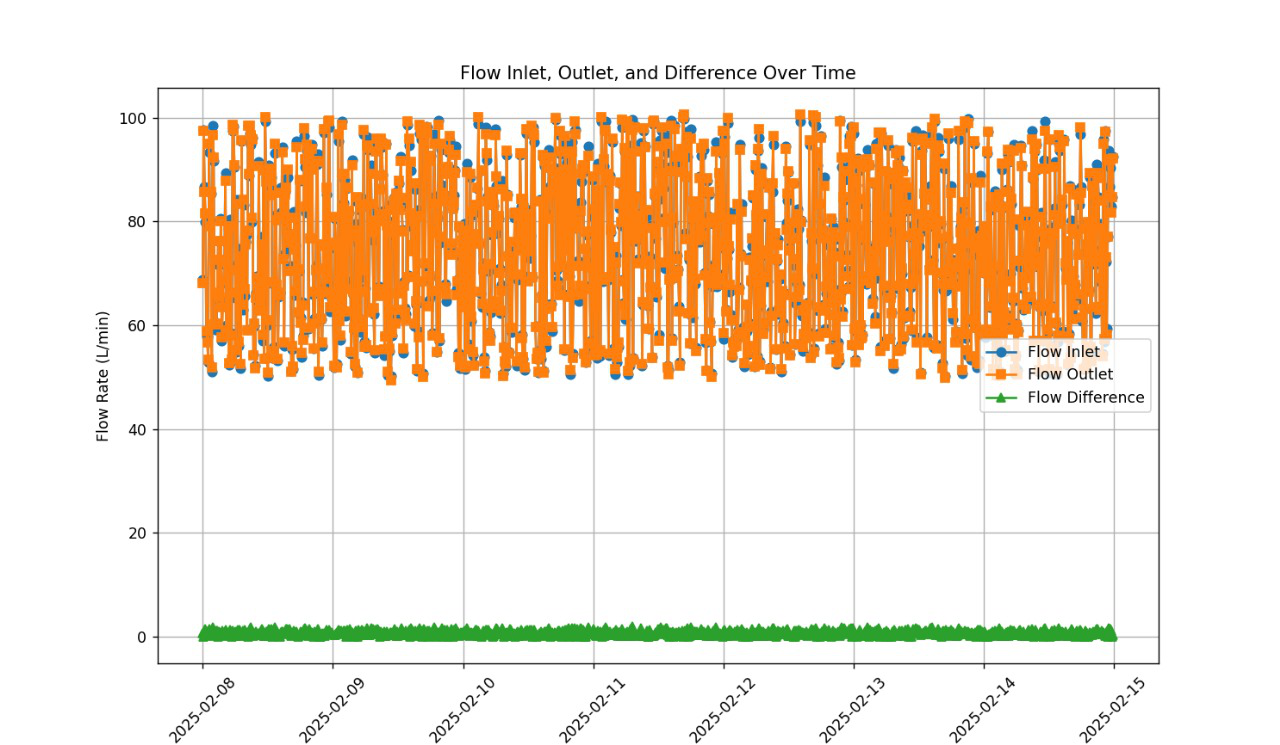 Flow Inlet, Outlet, and Difference Over Time
Flow Rate (L/min)
100
80
60
40
20
0
Flow Inlet
Flow Outlet
Flow Difference
2025-02-08
2025-02-09
2025-02-10
2025-02-11
2025-02-12
2025-02-13
2025-02-14
2025-02-15